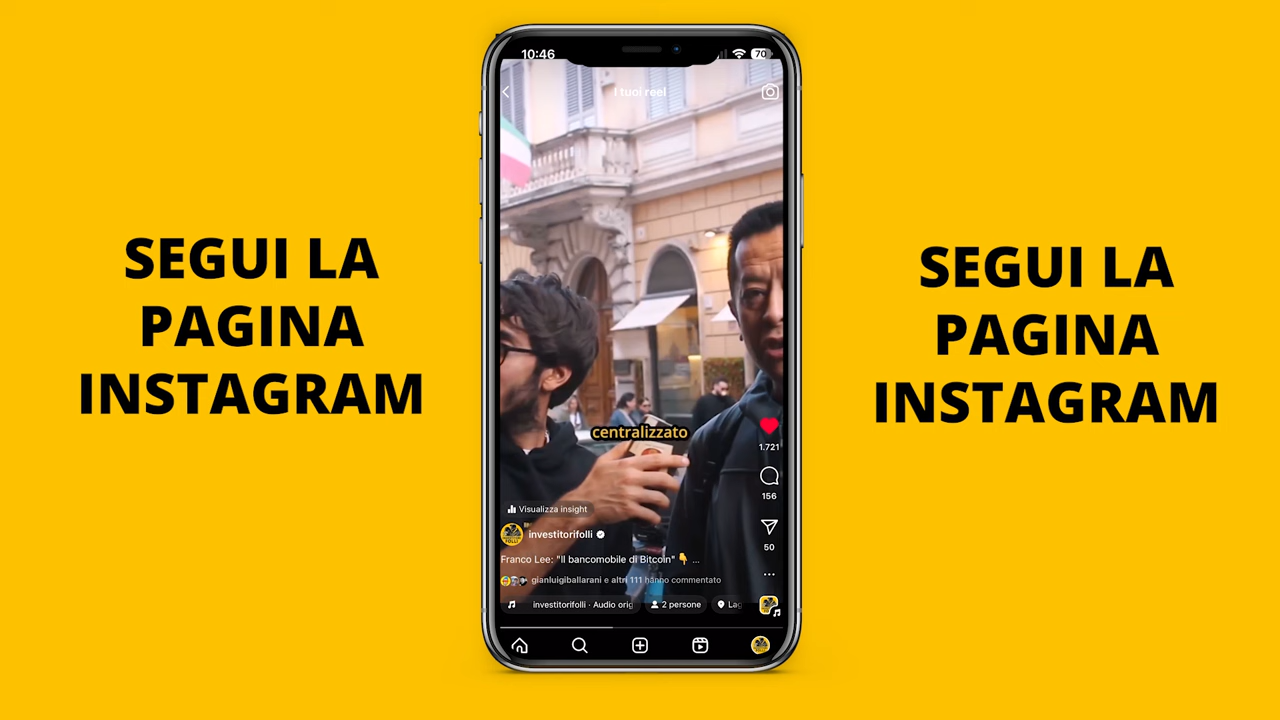 SEGUI LA
PAGINA
INSTAGRAM
10:46
70
I tuoi reel
centralizzato
1.721
156
50
Visualizza insight
investitorifolli
Franco Lee: "Il bancomobile di Bitcoin" 👇 ...
gianluigiballarani e altri 111 hanno commentato
investitorifolli · Audio orig
2 persone
Lag
SEGUI LA
PAGINA
INSTAGRAM